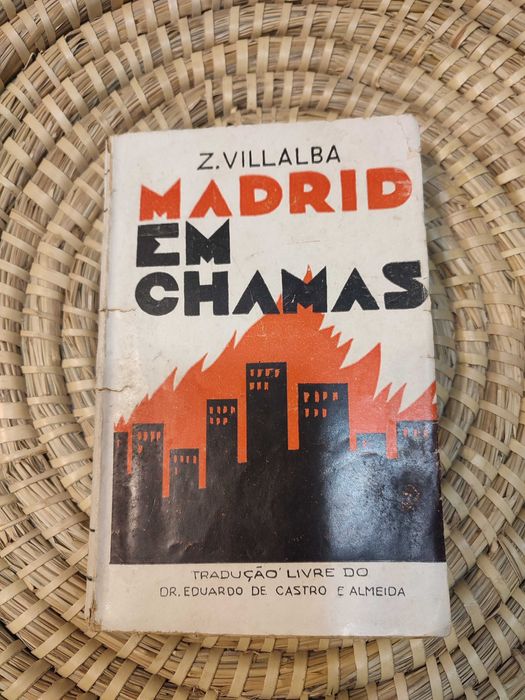 Z. VILLALBA
MADRID
EM
CHAMAS
TRADUÇÃO LIVRE DO
DR. EDUARDO DE CASTRO E ALMEIDA